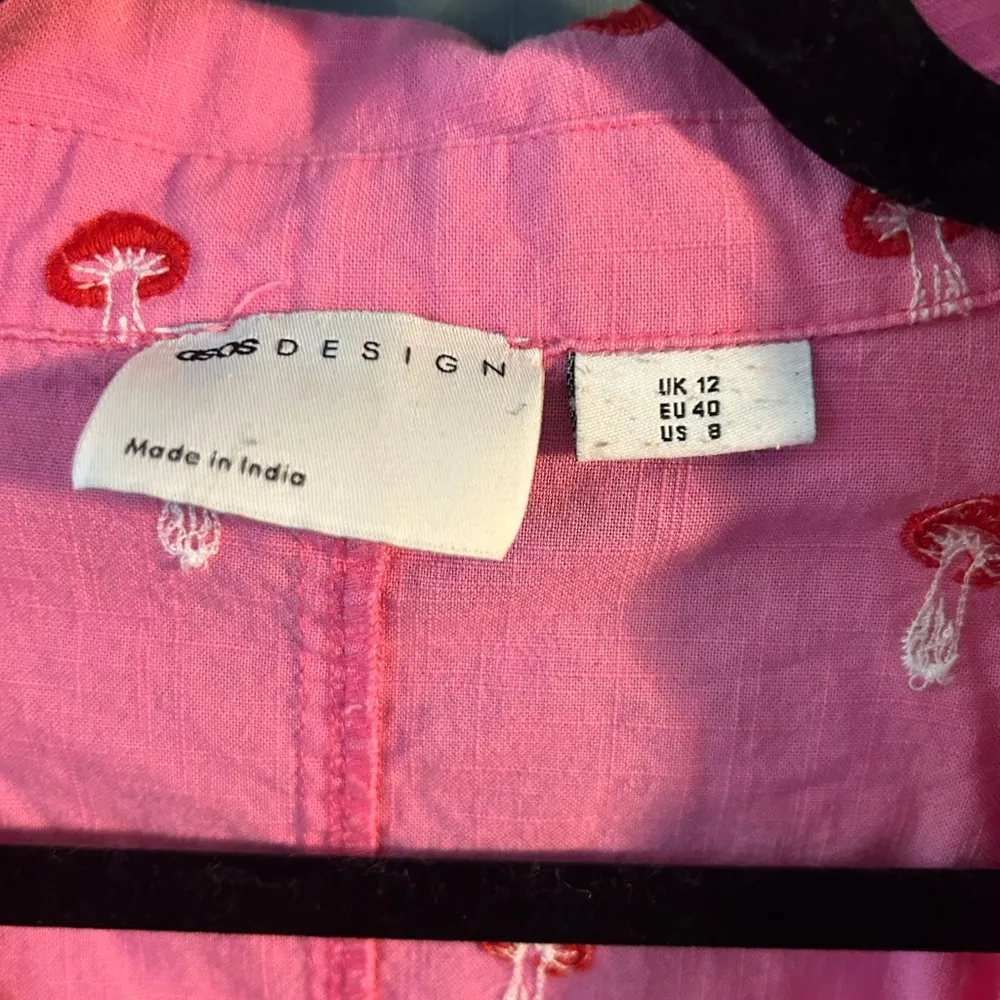 asos DESIGN
Made in India
UK 12
EU 40
US 8